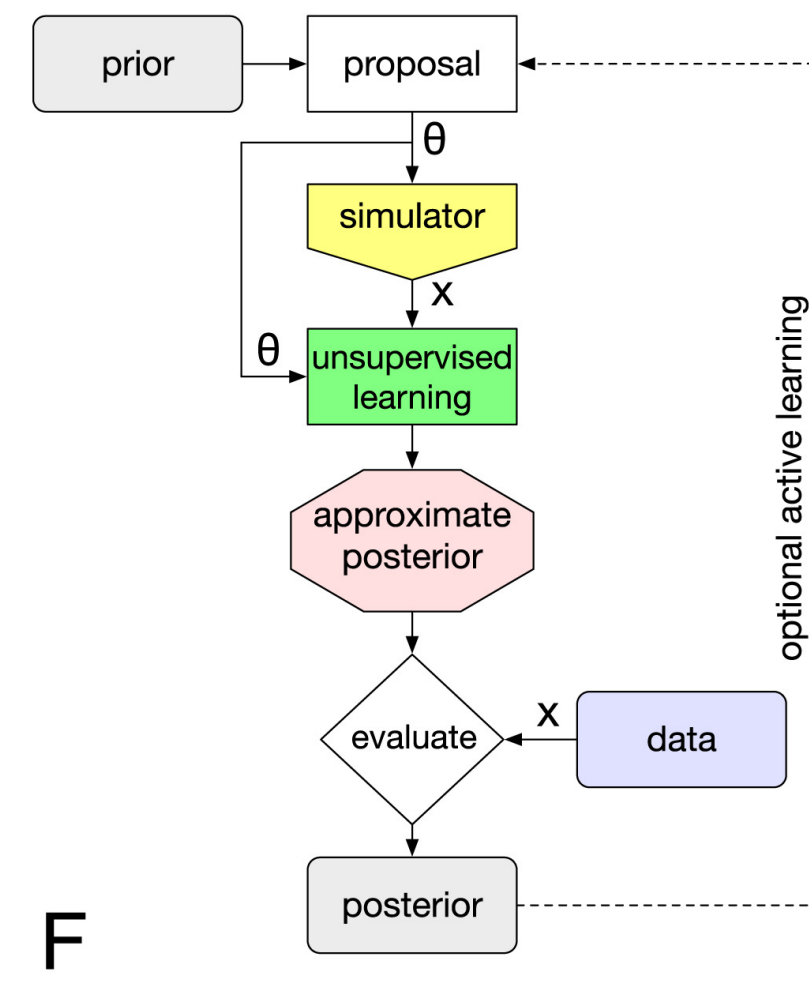 prior
proposal
θ
simulator
x
θ
unsupervised
learning
approximate
posterior
optional active learning
evaluate
x
data
posterior
F